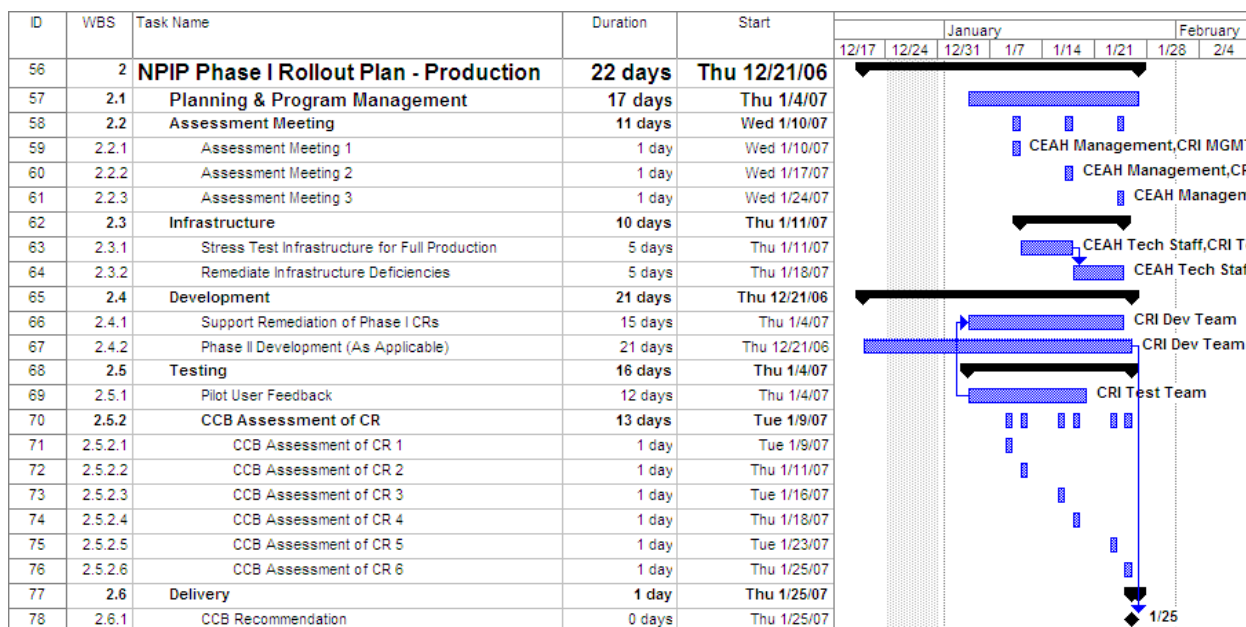 ID WBS Task Name Duration Start
January February
12/17 12/24 12/31 1/7 1/14 1/21 1/28 2/4
56 2 NPIP Phase I Rollout Plan - Production 22 days Thu 12/21/06
57 2.1 Planning & Program Management 17 days Thu 1/4/07
58 2.2 Assessment Meeting 11 days Wed 1/10/07
59 2.2.1 Assessment Meeting 1 1 day Wed 1/10/07 CEAH Management,CRI MGMT
60 2.2.2 Assessment Meeting 2 1 day Wed 1/17/07 CEAH Management,CR
61 2.2.3 Assessment Meeting 3 1 day Wed 1/24/07 CEAH Managem
62 2.3 Infrastructure 10 days Thu 1/11/07
63 2.3.1 Stress Test Infrastructure for Full Production 5 days Thu 1/11/07 CEAH Tech Staff,CRI T
64 2.3.2 Remediate Infrastructure Deficiencies 5 days Thu 1/18/07 CEAH Tech Staf
65 2.4 Development 21 days Thu 12/21/06
66 2.4.1 Support Remediation of Phase I CRs 15 days Thu 1/4/07 CRI Dev Team
67 2.4.2 Phase II Development (As Applicable) 21 days Thu 12/21/06 CRI Dev Team
68 2.5 Testing 16 days Thu 1/4/07
69 2.5.1 Pilot User Feedback 12 days Thu 1/4/07 CRI Test Team
70 2.5.2 CCB Assessment of CR 13 days Tue 1/9/07
71 2.5.2.1 CCB Assessment of CR 1 1 day Tue 1/9/07
72 2.5.2.2 CCB Assessment of CR 2 1 day Thu 1/11/07
73 2.5.2.3 CCB Assessment of CR 3 1 day Tue 1/16/07
74 2.5.2.4 CCB Assessment of CR 4 1 day Thu 1/18/07
75 2.5.2.5 CCB Assessment of CR 5 1 day Tue 1/23/07
76 2.5.2.6 CCB Assessment of CR 6 1 day Thu 1/25/07
77 2.6 Delivery 1 day Thu 1/25/07
78 2.6.1 CCB Recommendation 0 days Thu 1/25/07 1/25